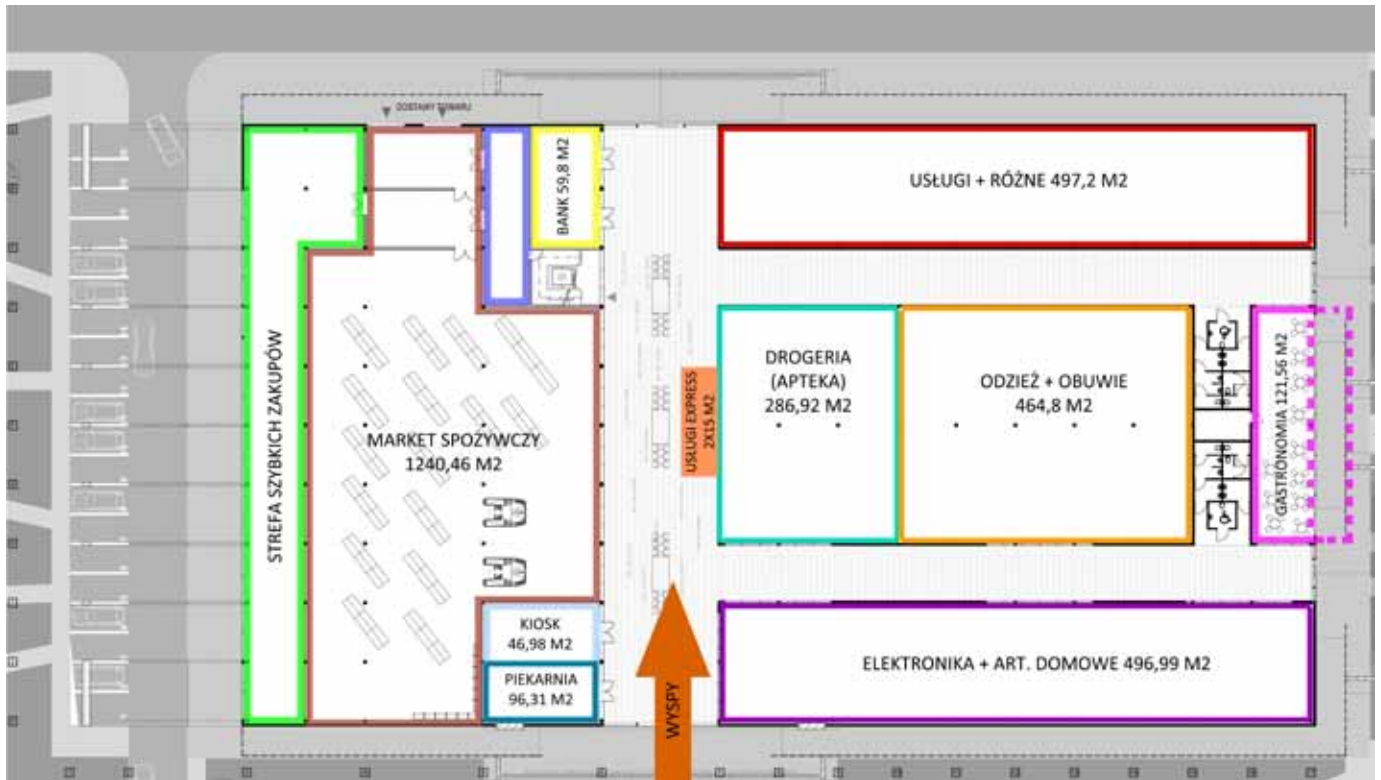 DOSTAWY TOWARU
BANK 59,8 M2
USŁUGI + RÓŻNE 497,2 M2
STREFA SZYBKICH ZAKUPÓW
MARKET SPOŻYWCZY
1240,46 M2
USŁUGI EXPRESS
2X15 M2
DROGERIA
(APTEKA)
286,92 M2
ODZIEŻ + OBUWIE
464,8 M2
GASTRONOMIA 121,56 M2
KIOSK
46,98 M2
PIEKARNIA
96,31 M2
WYSPY
ELEKTRONIKA + ART. DOMOWE 496,99 M2